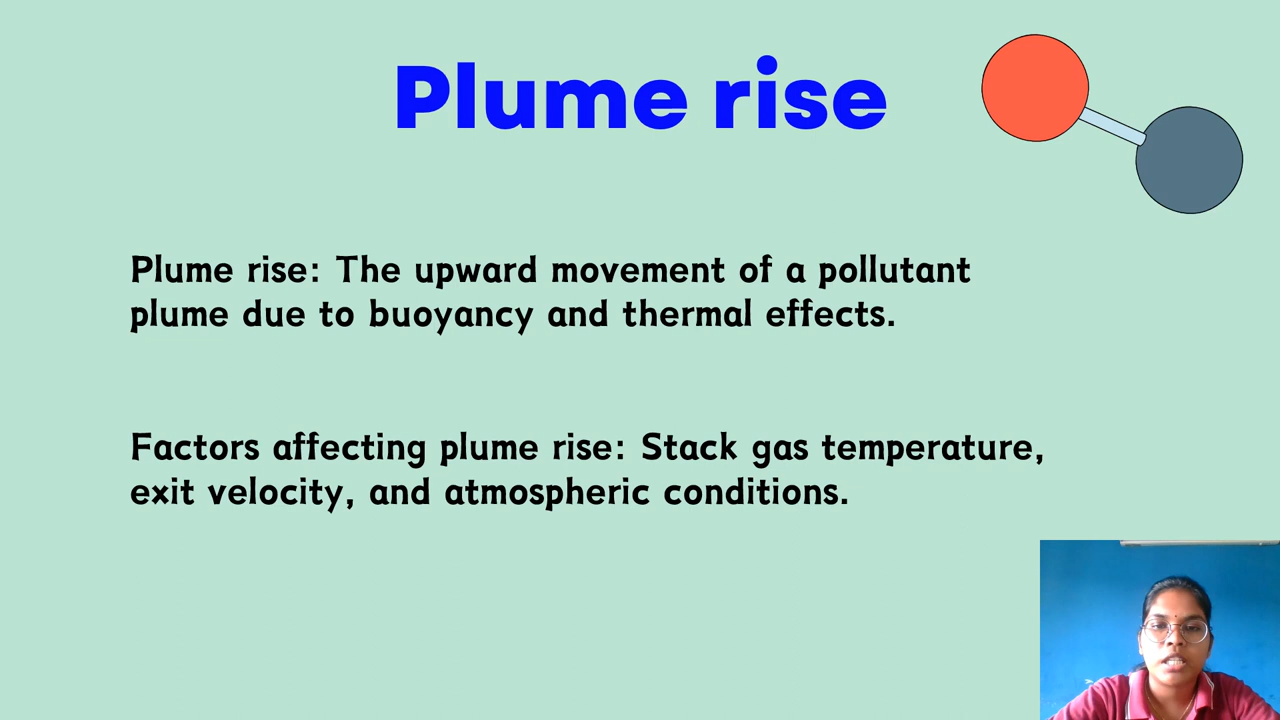 Plume rise
Plume rise: The upward movement of a pollutant
plume due to buoyancy and thermal effects.
Factors affecting plume rise: Stack gas temperature,
exit velocity, and atmospheric conditions.